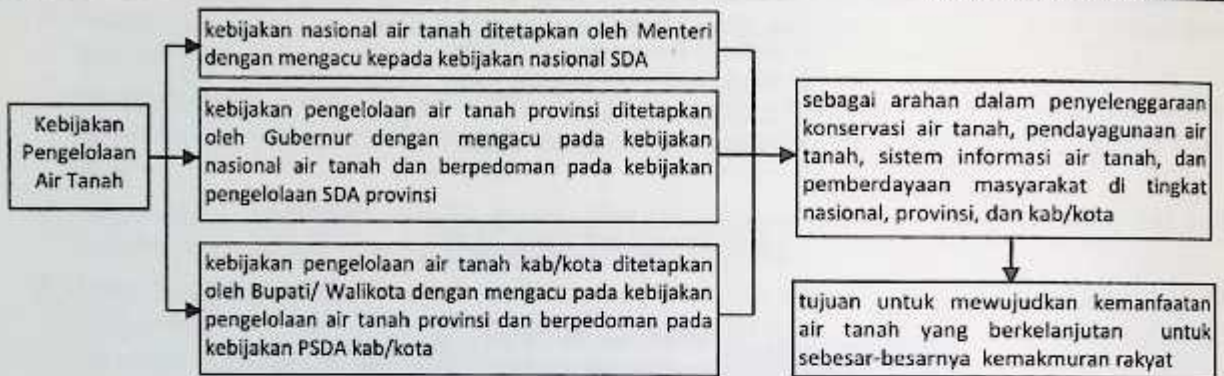 Kebijakan
Pengelolaan
Air Tanah
kebijakan nasional air tanah ditetapkan oleh Menteri
dengan mengacu kepada kebijakan nasional SDA
kebijakan pengelolaan air tanah provinsi ditetapkan
oleh Gubernur dengan mengacu pada kebijakan
nasional air tanah dan berpedoman pada kebijakan
pengelolaan SDA provinsi
kebijakan pengelolaan air tanah kab/kota ditetapkan
oleh Bupati/ Walikota dengan mengacu pada kebijakan
pengelolaan air tanah provinsi dan berpedoman pada
kebijakan PSDA kab/kota
sebagai arahan dalam penyelenggaraan
konservasi air tanah, pendayagunaan air
tanah, sistem informasi air tanah, dan
pemberdayaan masyarakat di tingkat
nasional, provinsi, dan kab/kota
tujuan untuk mewujudkan kemanfaatan
air tanah yang berkelanjutan untuk
sebesar-besarnya kemakmuran rakyat